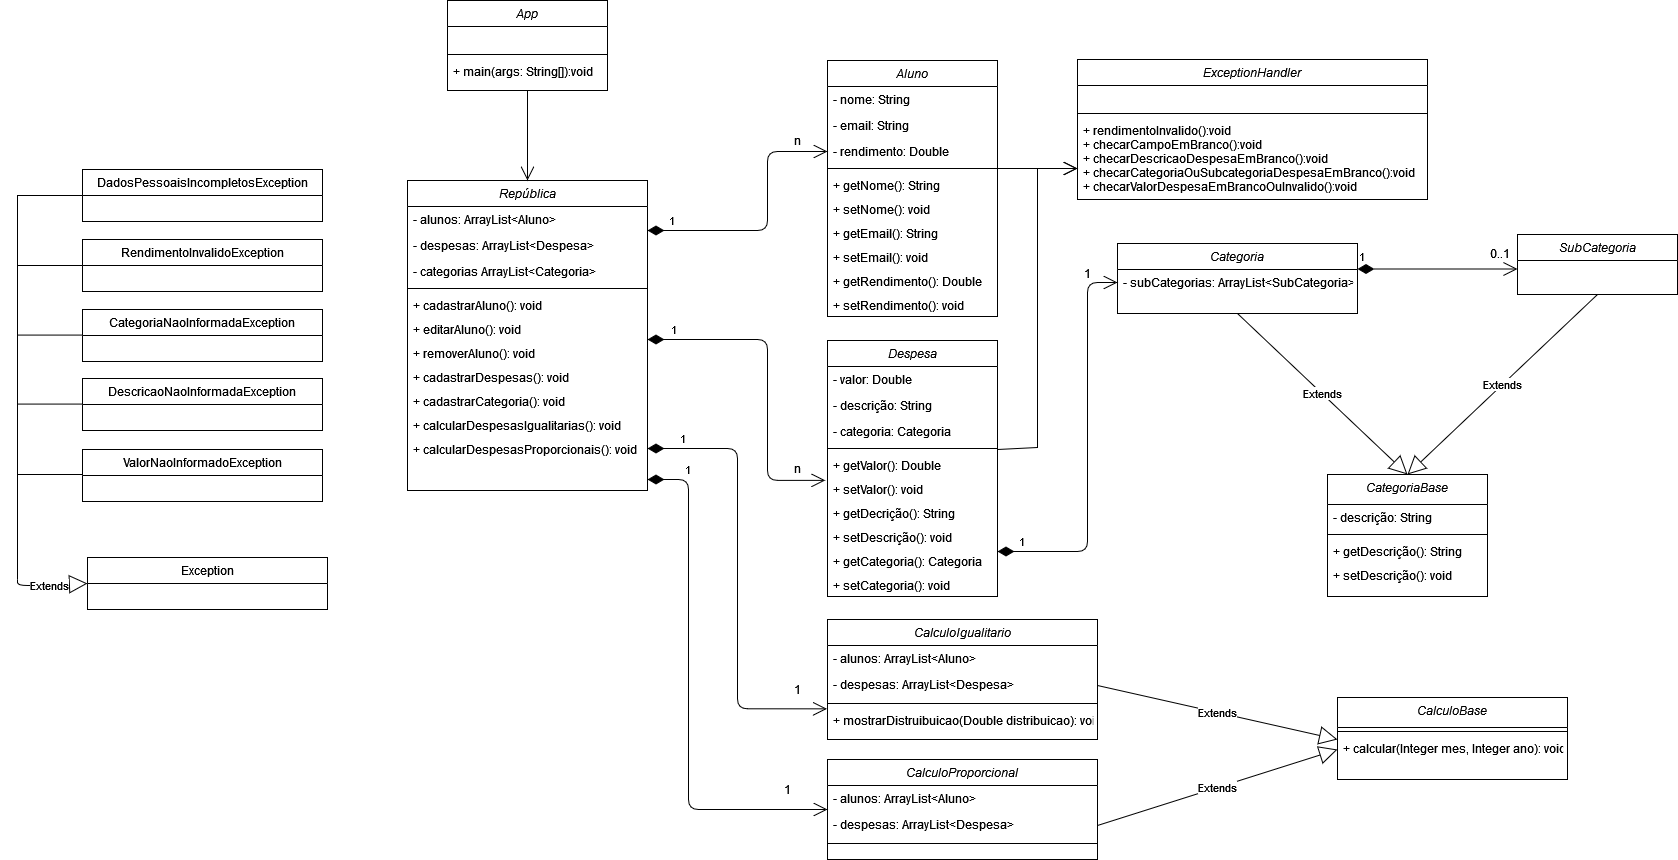 App
+ main(args: String[]):void
DadosPessoaisIncompletosException
RendimentoInvalidoException
CategoriaNaoInformadaException
DescricaoNaoInformadaException
ValorNaoInformadoException
Extends
Exception
República
- alunos: ArrayList<Aluno>
- despesas: ArrayList<Despesa>
- categorias ArrayList<Categoria>
+ cadastrarAluno(): void
+ editarAluno(): void
+ removerAluno(): void
+ cadastrarDespesas(): void
+ cadastrarCategoria(): void
+ calcularDespesasIgualitarias(): void
+ calcularDespesasProporcionais(): void
1
n
1
n
1
1
1
1
Aluno
- nome: String
- email: String
- rendimento: Double
+ getNome(): String
+ setNome(): void
+ getEmail(): String
+ setEmail(): void
+ getRendimento(): Double
+ setRendimento(): void
Despesa
- valor: Double
- descrição: String
- categoria: Categoria
+ getValor(): Double
+ setValor(): void
+ getDecrição(): String
+ setDescrição(): void
+ getCategoria(): Categoria
+ setCategoria(): void
1
1
ExceptionHandler
+ rendimentoInvalido():void
+ checarCampoEmBranco():void
+ checarDescricaoDespesaEmBranco():void
+ checarCategoriaOuSubcategoriaDespesaEmBranco():void
+ checarValorDespesaEmBrancoOuInvalido():void
Categoria
- subCategorias: ArrayList<SubCategoria>
1
0..1
SubCategoria
Extends
Extends
CategoriaBase
- descrição: String
+ getDescrição(): String
+ setDescrição(): void
CalculoIgualitario
- alunos: ArrayList<Aluno>
- despesas: ArrayList<Despesa>
+ mostrarDistruibuicao(Double distribuicao): voi
CalculoProporcional
- alunos: ArrayList<Aluno>
- despesas: ArrayList<Despesa>
Extends
Extends
CalculoBase
+ calcular(Integer mes, Integer ano): void